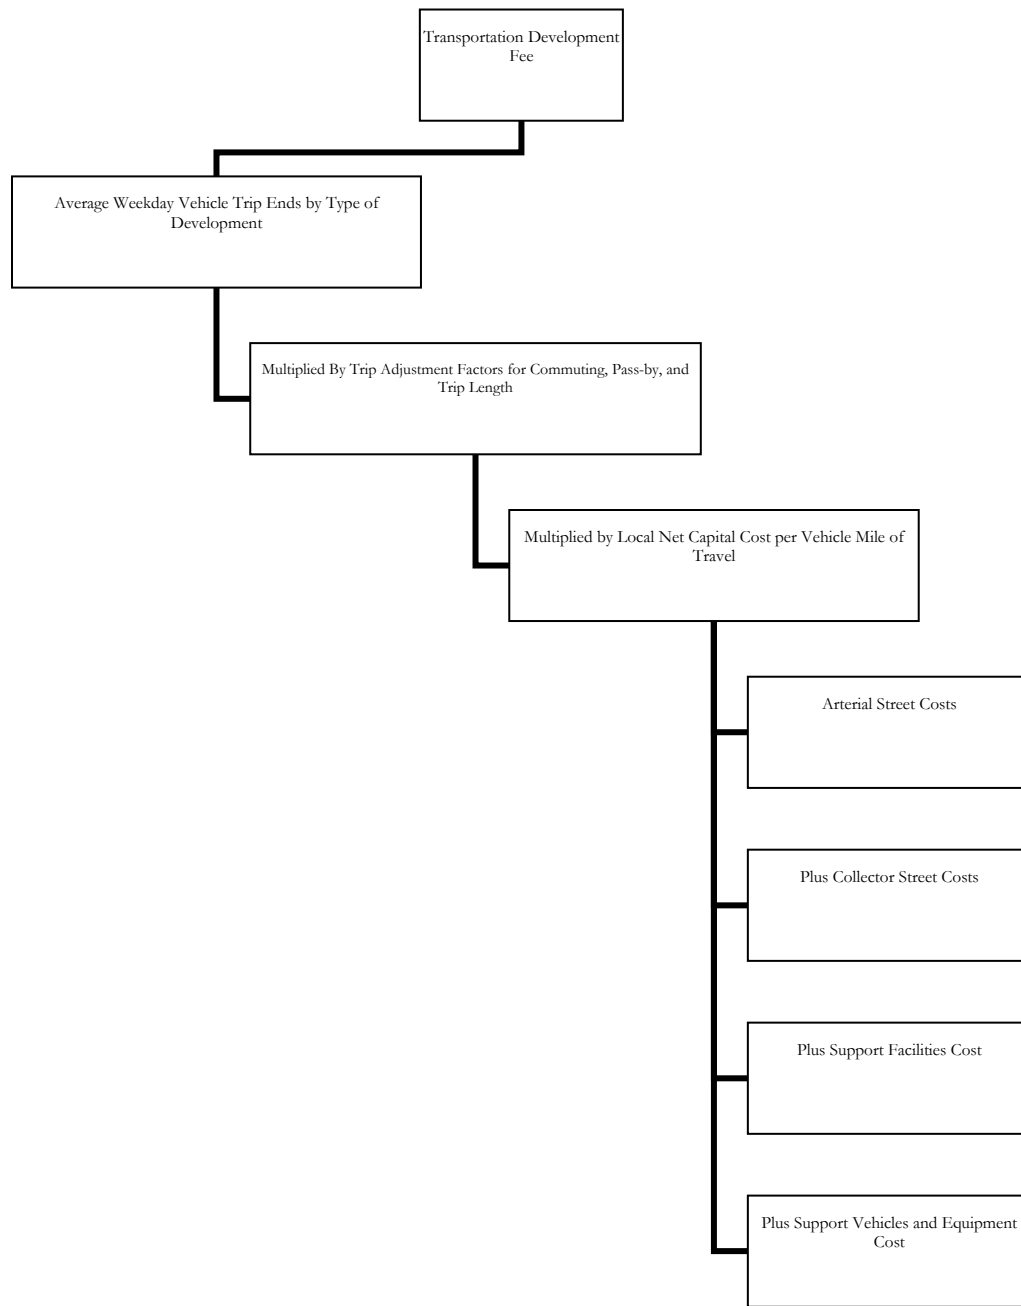 Transportation Development
Fee
Average Weekday Vehicle Trip Ends by Type of
Development
Multiplied By Trip Adjustment Factors for Commuting, Pass-by, and
Trip Length
Multiplied by Local Net Capital Cost per Vehicle Mile of
Travel
Arterial Street Costs
Plus Collector Street Costs
Plus Support Facilities Cost
Plus Support Vehicles and Equipment
Cost